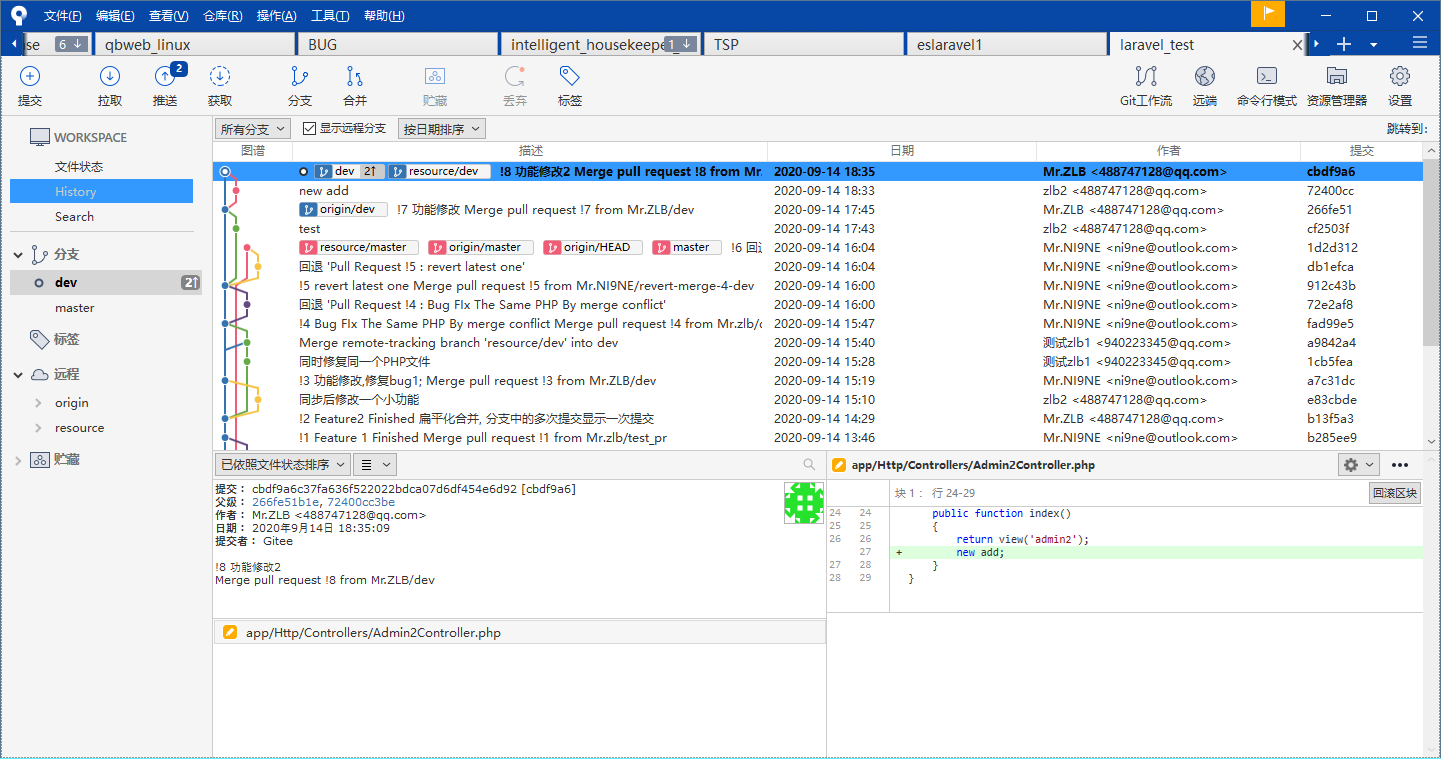 文件(F) 编辑(E) 查看(V) 仓库(R) 操作(A) 工具(T) 帮助(H)
se 6 qbweb_linux BUG intelligent_housekeepe 1 TSP eslaravel1 laravel_test
2
提交 拉取 推送 获取 分支 合并 贮藏 丢弃 标签 Git工作流 远端 命令行模式 资源管理器 设置
WORKSPACE
文件状态
History
Search
分支
dev 2↑
master
标签
远程
origin
resource
贮藏
所有分支 显示远程分支 按日期排序 跳转到:
图谱 描述 日期 作者 提交
dev 2↑ resource/dev !8 功能修改2 Merge pull request !8 from Mr. 2020-09-14 18:35 Mr.ZLB <488747128@qq.com> cbdf9a6
new add 2020-09-14 18:33 zlb2 <488747128@qq.com> 72400cc
origin/dev !7 功能修改 Merge pull request !7 from Mr.ZLB/dev 2020-09-14 17:45 Mr.ZLB <488747128@qq.com> 266fe51
test 2020-09-14 17:43 zlb2 <488747128@qq.com> cf2503f
resource/master origin/master origin/HEAD master !6 回退 2020-09-14 16:04 Mr.NI9NE <ni9ne@outlook.com> 1d2d312
回退 'Pull Request !5 : revert latest one' 2020-09-14 16:04 Mr.NI9NE <ni9ne@outlook.com> db1efca
!5 revert latest one Merge pull request !5 from Mr.NI9NE/revert-merge-4-dev 2020-09-14 16:00 Mr.NI9NE <ni9ne@outlook.com> 912c43b
回退 'Pull Request !4 : Bug FIx The Same PHP By merge conflict' 2020-09-14 16:00 Mr.NI9NE <ni9ne@outlook.com> 72e2af8
!4 Bug FIx The Same PHP By merge conflict Merge pull request !4 from Mr.zlb/c 2020-09-14 15:47 Mr.NI9NE <ni9ne@outlook.com> fad99e5
Merge remote-tracking branch 'resource/dev' into dev 2020-09-14 15:40 测试zlb1 <940223345@qq.com> a9842a4
同时修复同一个PHP文件 2020-09-14 15:28 测试zlb1 <940223345@qq.com> 1cb5fea
!3 功能修改,修复bug1; Merge pull request !3 from Mr.ZLB/dev 2020-09-14 15:19 Mr.NI9NE <ni9ne@outlook.com> a7c31dc
同步后修改一个小功能 2020-09-14 15:10 zlb2 <488747128@qq.com> e83cbde
!2 Feature2 Finished 扁平化合并, 分支中的多次提交显示一次提交 2020-09-14 14:29 Mr.ZLB <488747128@qq.com> b13f5a3
!1 Feature 1 Finished Merge pull request !1 from Mr.zlb/test_pr 2020-09-14 13:46 Mr.NI9NE <ni9ne@outlook.com> b285ee9
已依照文件状态排序
提交： cbdf9a6c37fa636f522022bdca07d6df454e6d92 [cbdf9a6]
父级： 266fe51b1e, 72400cc3be
作者： Mr.ZLB <488747128@qq.com>
日期： 2020年9月14日 18:35:09
提交者： Gitee
!8 功能修改2
Merge pull request !8 from Mr.ZLB/dev
app/Http/Controllers/Admin2Controller.php
app/Http/Controllers/Admin2Controller.php
块 1： 行 24-29 回滚区块
24 24 public function index()
25 25 {
26 26 return view('admin2');
27 + new add;
27 28 }
28 29 }